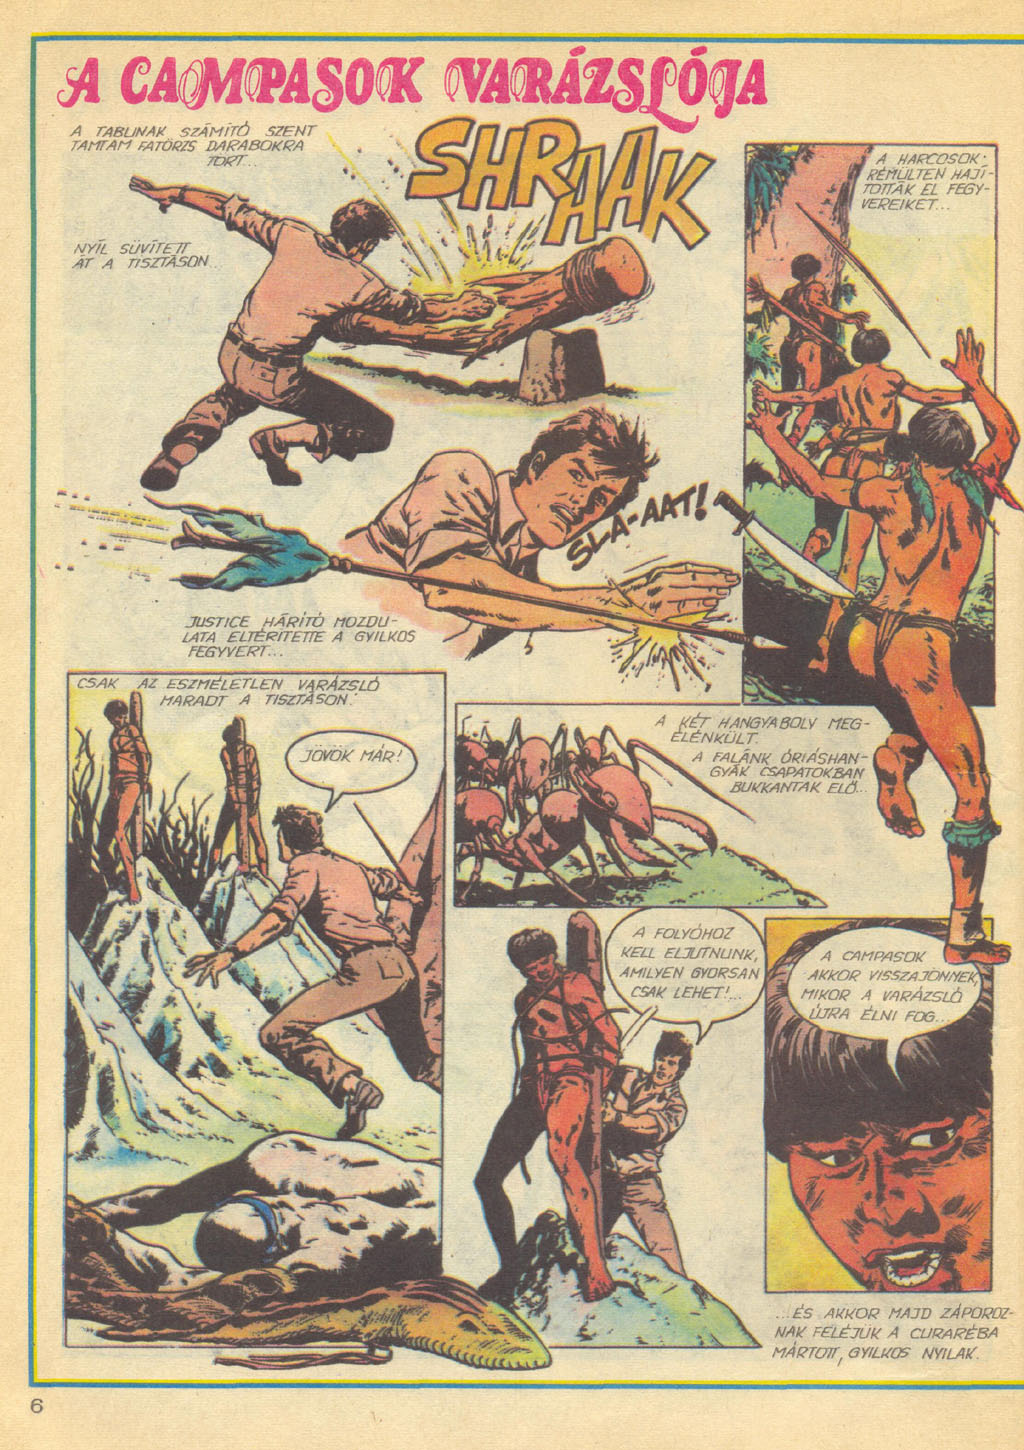 A CAMPASOK VARÁZSLÓJA
A TABUNAK SZÁMÍTÓ SZENT
TAMTAM FATÖRZS DARABOKRA
TÖRT...
SHRAAAK
NYÍL SÜVÍTETT
ÁT A TISZTÁSON...
A HARCOSOK
RÉMÜLTEN HAJÍ-
TOTTÁK EL FEGY-
VEREIKET...
SLA-AAT!
JUSTICE HÁRÍTÓ MOZDU-
LATA ELTÉRÍTETTE A GYILKOS
FEGYVERT...
CSAK AZ ESZMÉLETLEN VARÁZSLÓ
MARADT A TISZTÁSON.
JÖVÖK MÁR!
A KÉT HANGYABOLY MEG-
ÉLÉNKÜLT.
A FALÁNK ÓRIÁSHAN-
GYÁK CSAPATOKBAN
BUKKANTAK ELŐ...
A FOLYÓHOZ
KELL ELJUTNUNK,
AMILYEN GYORSAN
CSAK LEHET!...
A CAMPASOK
AKKOR VISSZAJÖNNEK,
MIKOR A VARÁZSLÓ
ÚJRA ÉLNI FOG...
...ÉS AKKOR MAJD ZÁPOROZ-
NAK FELÉJÜK A CURARÉBA
MÁRTOTT, GYILKOS NYILAK.
6